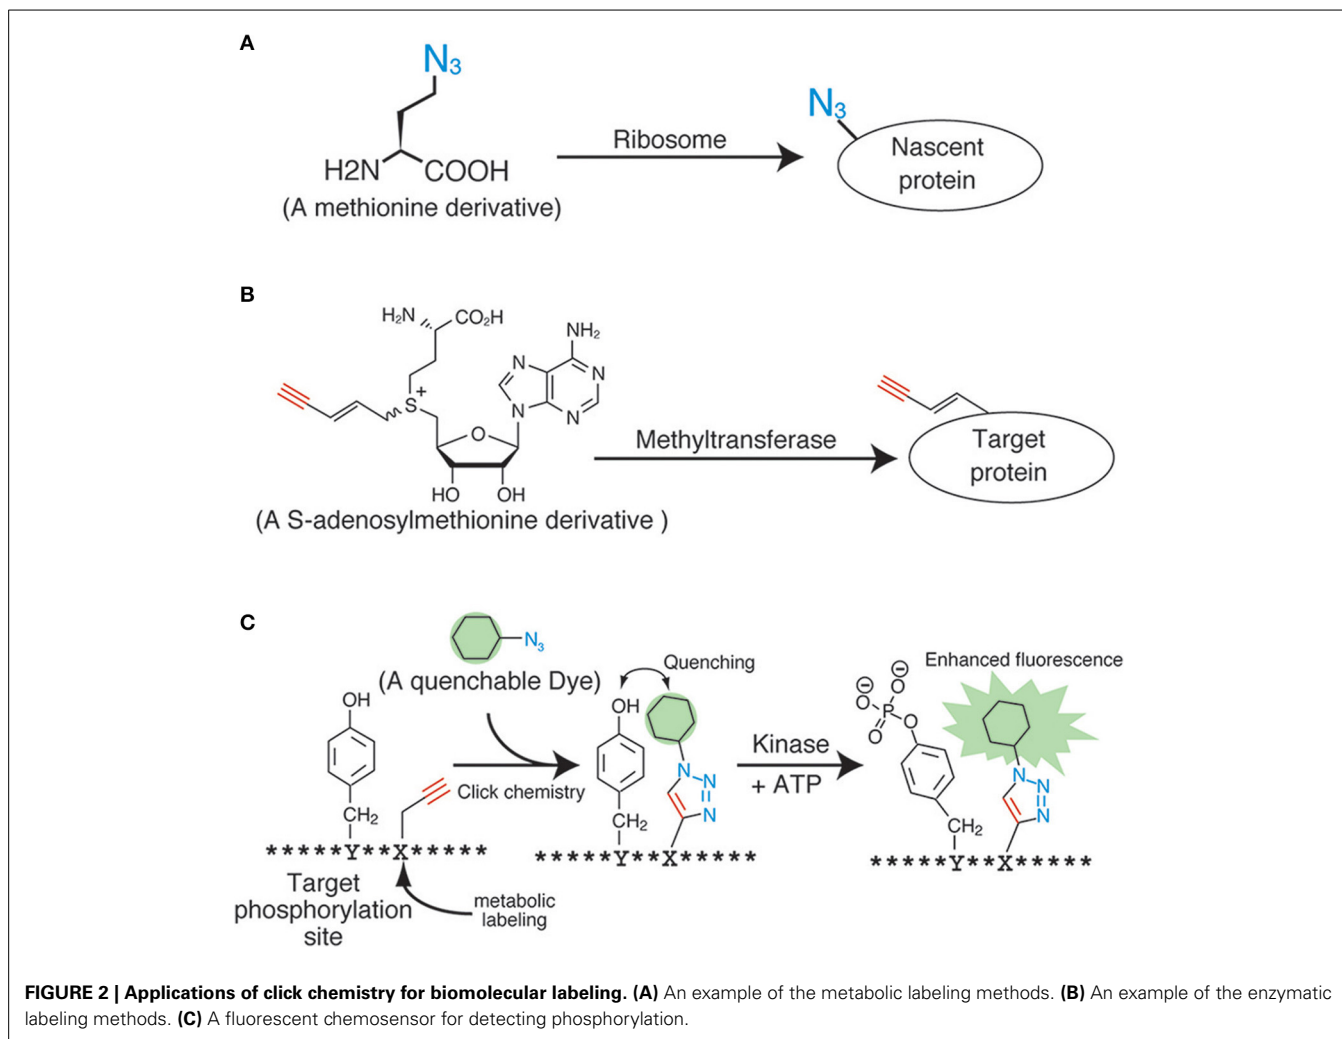 A
N3
H2N
COOH
(A methionine derivative)
Ribosome
N3
Nascent
protein
B
H2N
CO2H
S+
NH2
N
N
N
N
O
HO
OH
(A S-adenosylmethionine derivative )
Methyltransferase
Target
protein
C
N3
(A quenchable Dye)
OH
CH2
*****Y**X*****
Target
phosphorylation
site
metabolic
labeling
Click chemistry
Quenching
OH
N
N
N
CH2
*****Y**X*****
Kinase
+ ATP
Enhanced fluorescence
⊖
⊖
O
O
P
O
O
N
N
N
CH2
*****Y**X*****
FIGURE 2 | Applications of click chemistry for biomolecular labeling. (A) An example of the metabolic labeling methods. (B) An example of the enzymatic
labeling methods. (C) A fluorescent chemosensor for detecting phosphorylation.